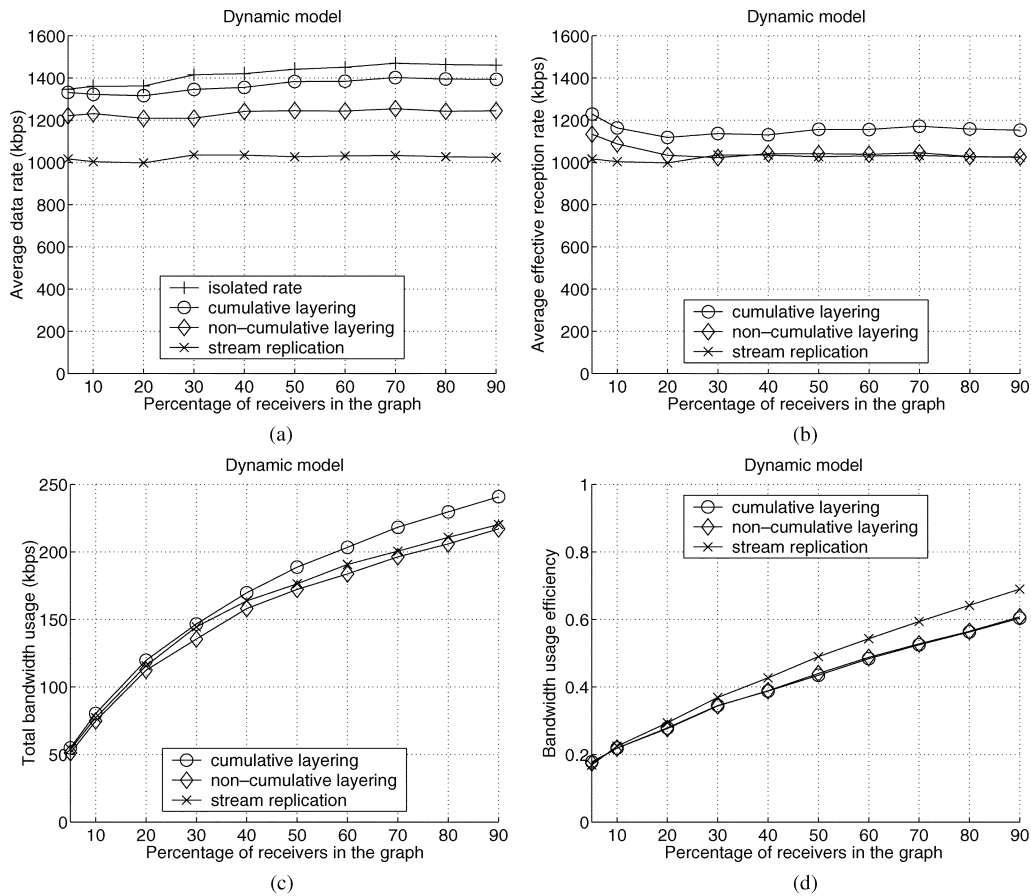 Dynamic model
1600
1400
1200
1000
800
600
400
200
0
Average data rate (kbps)
isolated rate
cumulative layering
non–cumulative layering
stream replication
10 20 30 40 50 60 70 80 90
Percentage of receivers in the graph
(a)
Dynamic model
1600
1400
1200
1000
800
600
400
200
0
Average effective reception rate (kbps)
cumulative layering
non–cumulative layering
stream replication
10 20 30 40 50 60 70 80 90
Percentage of receivers in the graph
(b)
Dynamic model
250
200
150
100
50
0
Total bandwidth usage (kbps)
cumulative layering
non–cumulative layering
stream replication
10 20 30 40 50 60 70 80 90
Percentage of receivers in the graph
(c)
Dynamic model
1
0.8
0.6
0.4
0.2
0
Bandwidth usage efficiency
cumulative layering
non–cumulative layering
stream replication
10 20 30 40 50 60 70 80 90
Percentage of receivers in the graph
(d)